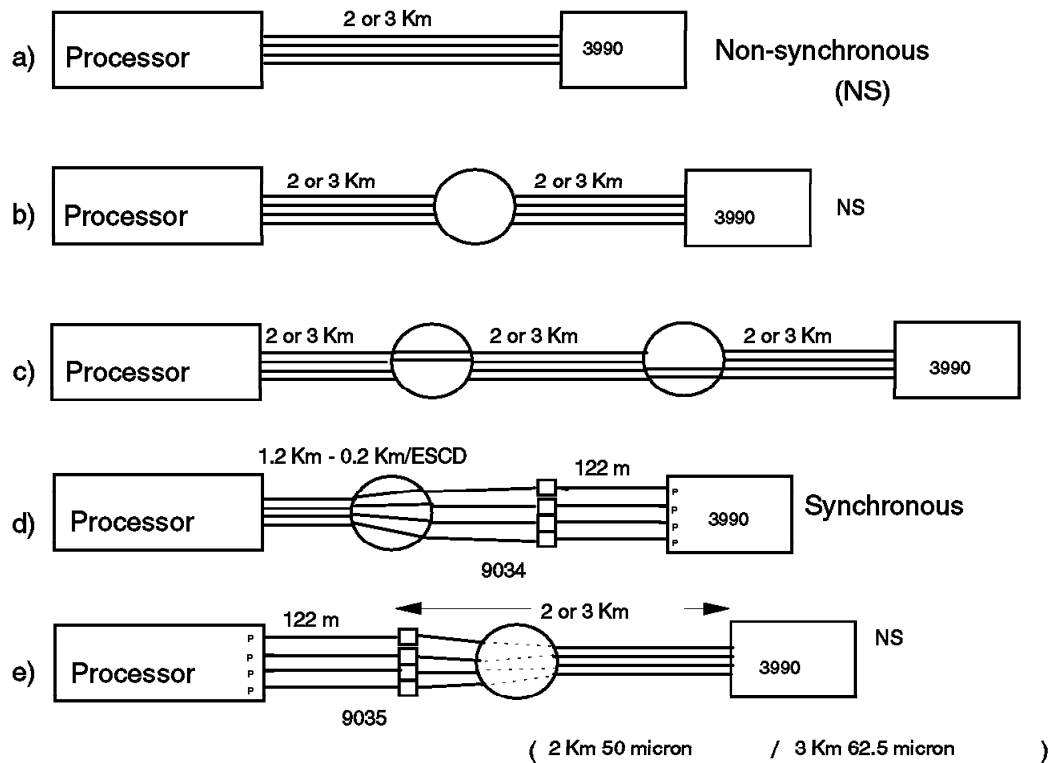 2 or 3 Km
a) Processor 3990 Non-synchronous
(NS)
2 or 3 Km 2 or 3 Km
b) Processor 3990 NS
2 or 3 Km 2 or 3 Km 2 or 3 Km
c) Processor 3990
1.2 Km - 0.2 Km/ESCD 122 m
d) Processor P P P P 3990 Synchronous
9034
122 m 2 or 3 Km NS
e) Processor P P P P 3990
9035
( 2 Km 50 micron / 3 Km 62.5 micron )